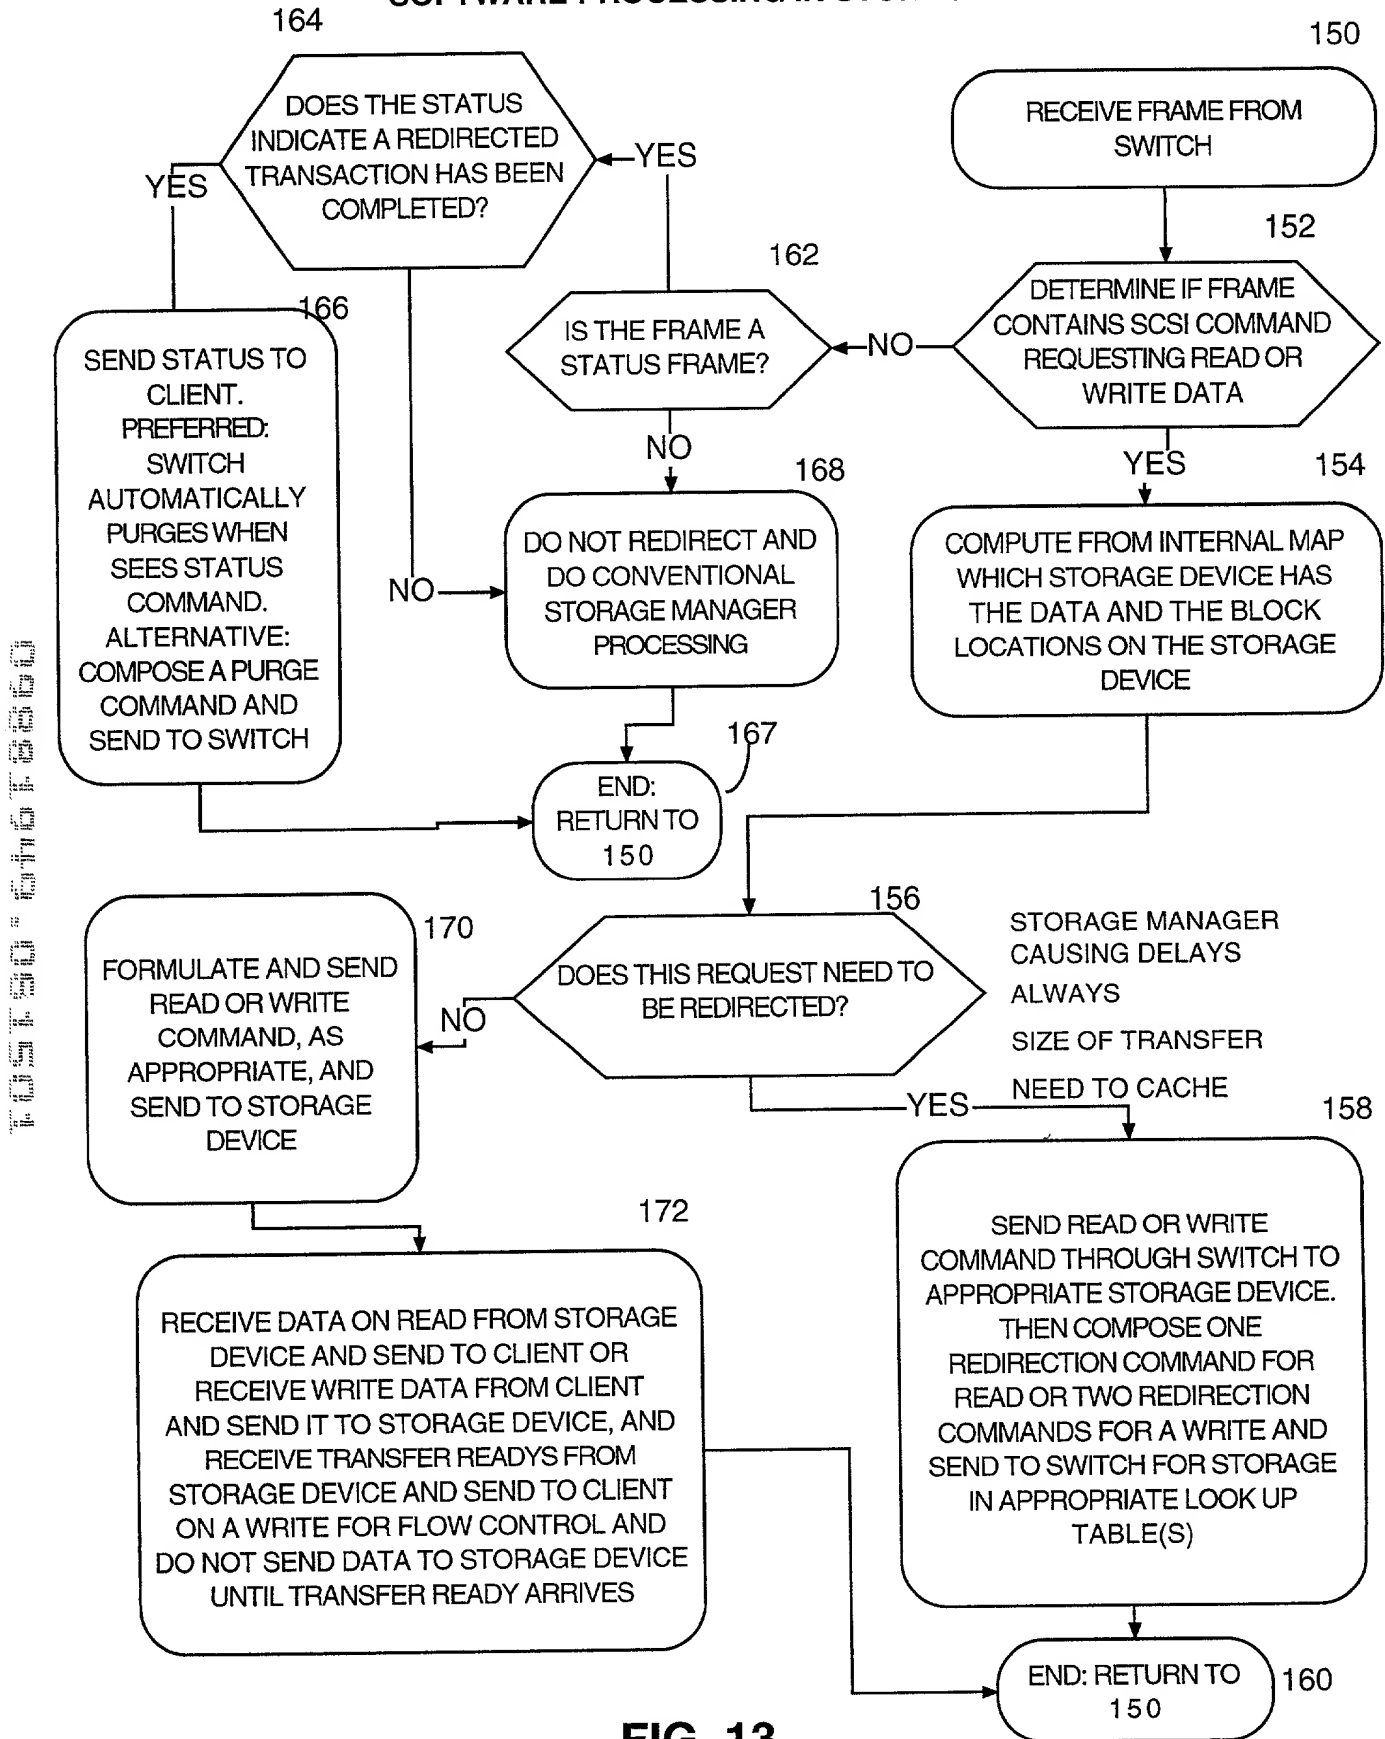 164
150
DOES THE STATUS
INDICATE A REDIRECTED
TRANSACTION HAS BEEN
COMPLETED?
YES
YES
RECEIVE FRAME FROM
SWITCH
152
162
DETERMINE IF FRAME
CONTAINS SCSI COMMAND
REQUESTING READ OR
WRITE DATA
NO
IS THE FRAME A
STATUS FRAME?
166
SEND STATUS TO
CLIENT.
PREFERRED:
SWITCH
AUTOMATICALLY
PURGES WHEN
SEES STATUS
COMMAND.
ALTERNATIVE:
COMPOSE A PURGE
COMMAND AND
SEND TO SWITCH
NO
168
YES
154
NO
DO NOT REDIRECT AND
DO CONVENTIONAL
STORAGE MANAGER
PROCESSING
COMPUTE FROM INTERNAL MAP
WHICH STORAGE DEVICE HAS
THE DATA AND THE BLOCK
LOCATIONS ON THE STORAGE
DEVICE
167
END:
RETURN TO
150
156
DOES THIS REQUEST NEED TO
BE REDIRECTED?
STORAGE MANAGER
CAUSING DELAYS
ALWAYS
SIZE OF TRANSFER
NEED TO CACHE
170
FORMULATE AND SEND
READ OR WRITE
COMMAND, AS
APPROPRIATE, AND
SEND TO STORAGE
DEVICE
NO
YES
158
SEND READ OR WRITE
COMMAND THROUGH SWITCH TO
APPROPRIATE STORAGE DEVICE.
THEN COMPOSE ONE
REDIRECTION COMMAND FOR
READ OR TWO REDIRECTION
COMMANDS FOR A WRITE AND
SEND TO SWITCH FOR STORAGE
IN APPROPRIATE LOOK UP
TABLE(S)
172
RECEIVE DATA ON READ FROM STORAGE
DEVICE AND SEND TO CLIENT OR
RECEIVE WRITE DATA FROM CLIENT
AND SEND IT TO STORAGE DEVICE, AND
RECEIVE TRANSFER READYS FROM
STORAGE DEVICE AND SEND TO CLIENT
ON A WRITE FOR FLOW CONTROL AND
DO NOT SEND DATA TO STORAGE DEVICE
UNTIL TRANSFER READY ARRIVES
END: RETURN TO
150
160
FIG. 13